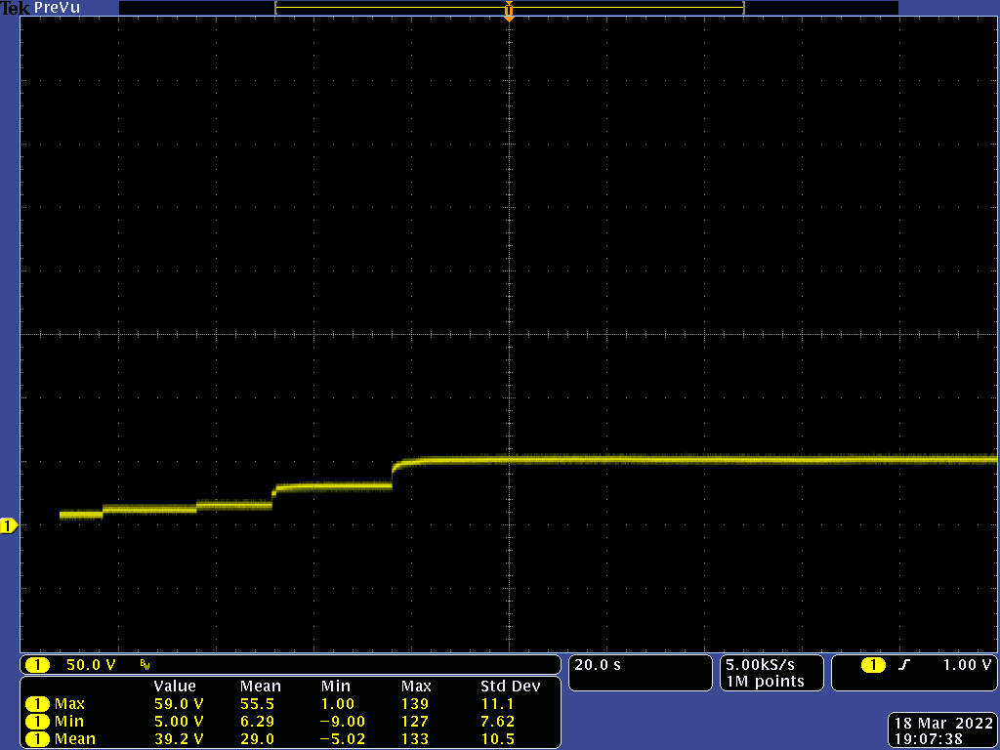 Tek PreVu
T
1
1 50.0 V BW
20.0 s
5.00kS/s
1M points
1 1.00 V
Value Mean Min Max Std Dev
1 Max 59.0 V 55.5 1.00 139 11.1
1 Min 5.00 V 6.29 −9.00 127 7.62
1 Mean 39.2 V 29.0 −5.02 133 10.5
18 Mar 2022
19:07:38